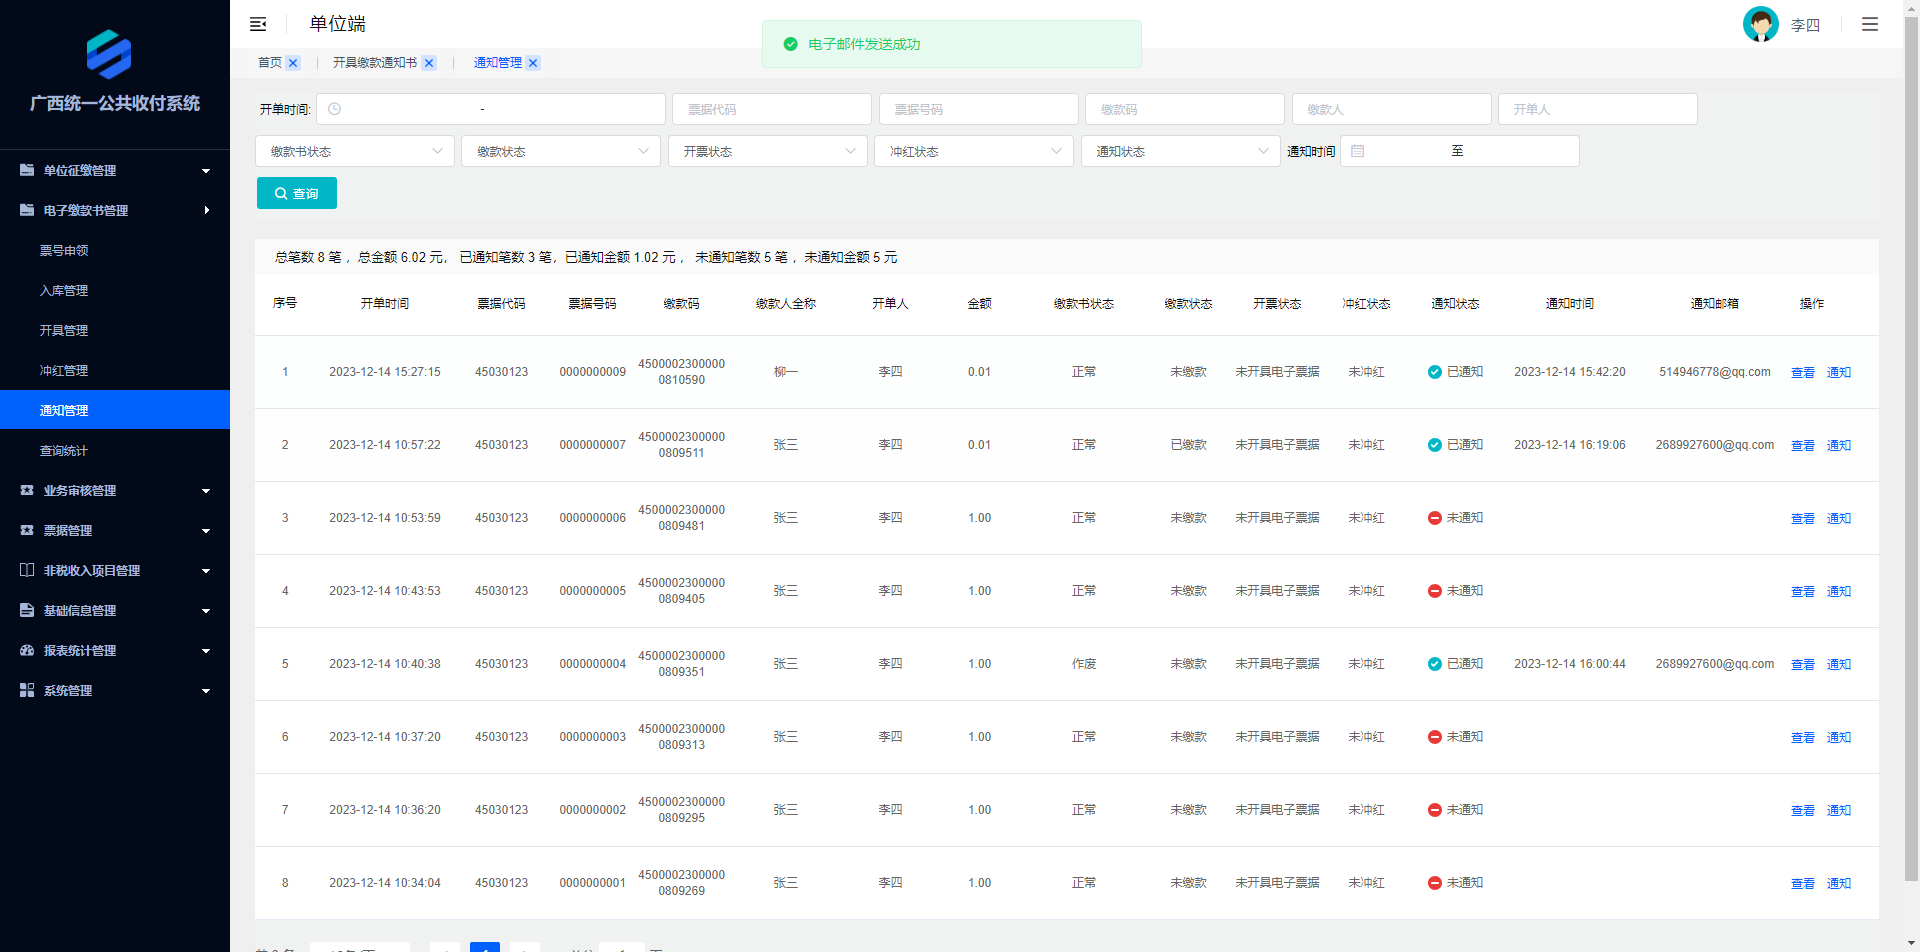 单位端
李四
电子邮件发送成功
广西统一公共收付系统
首页 开具缴款通知书 通知管理
单位征缴管理
电子缴款书管理
票号申领
入库管理
开具管理
冲红管理
通知管理
查询统计
业务审核管理
票据管理
非税收入项目管理
基础信息管理
报表统计管理
系统管理
开单时间: - 票据代码 票据号码 缴款码 缴款人 开单人
缴款书状态 缴款状态 开票状态 冲红状态 通知状态 通知时间 至
查询
总笔数 8 笔 ，总金额 6.02 元， 已通知笔数 3 笔，已通知金额 1.02 元 ， 未通知笔数 5 笔 ，未通知金额 5 元
序号 开单时间 票据代码 票据号码 缴款码 缴款人全称 开单人 金额 缴款书状态 缴款状态 开票状态 冲红状态 通知状态 通知时间 通知邮箱 操作
1 2023-12-14 15:27:15 45030123 0000000009 45000023000000810590 柳一 李四 0.01 正常 未缴款 未开具电子票据 未冲红 已通知 2023-12-14 15:42:20 514946778@qq.com 查看 通知
2 2023-12-14 10:57:22 45030123 0000000007 45000023000000809511 张三 李四 0.01 正常 已缴款 未开具电子票据 未冲红 已通知 2023-12-14 16:19:06 2689927600@qq.com 查看 通知
3 2023-12-14 10:53:59 45030123 0000000006 45000023000000809481 张三 李四 1.00 正常 未缴款 未开具电子票据 未冲红 未通知 查看 通知
4 2023-12-14 10:43:53 45030123 0000000005 45000023000000809405 张三 李四 1.00 正常 未缴款 未开具电子票据 未冲红 未通知 查看 通知
5 2023-12-14 10:40:38 45030123 0000000004 45000023000000809351 张三 李四 1.00 作废 未缴款 未开具电子票据 未冲红 已通知 2023-12-14 16:00:44 2689927600@qq.com 查看 通知
6 2023-12-14 10:37:20 45030123 0000000003 45000023000000809313 张三 李四 1.00 正常 未缴款 未开具电子票据 未冲红 未通知 查看 通知
7 2023-12-14 10:36:20 45030123 0000000002 45000023000000809295 张三 李四 1.00 正常 未缴款 未开具电子票据 未冲红 未通知 查看 通知
8 2023-12-14 10:34:04 45030123 0000000001 45000023000000809269 张三 李四 1.00 正常 未缴款 未开具电子票据 未冲红 未通知 查看 通知